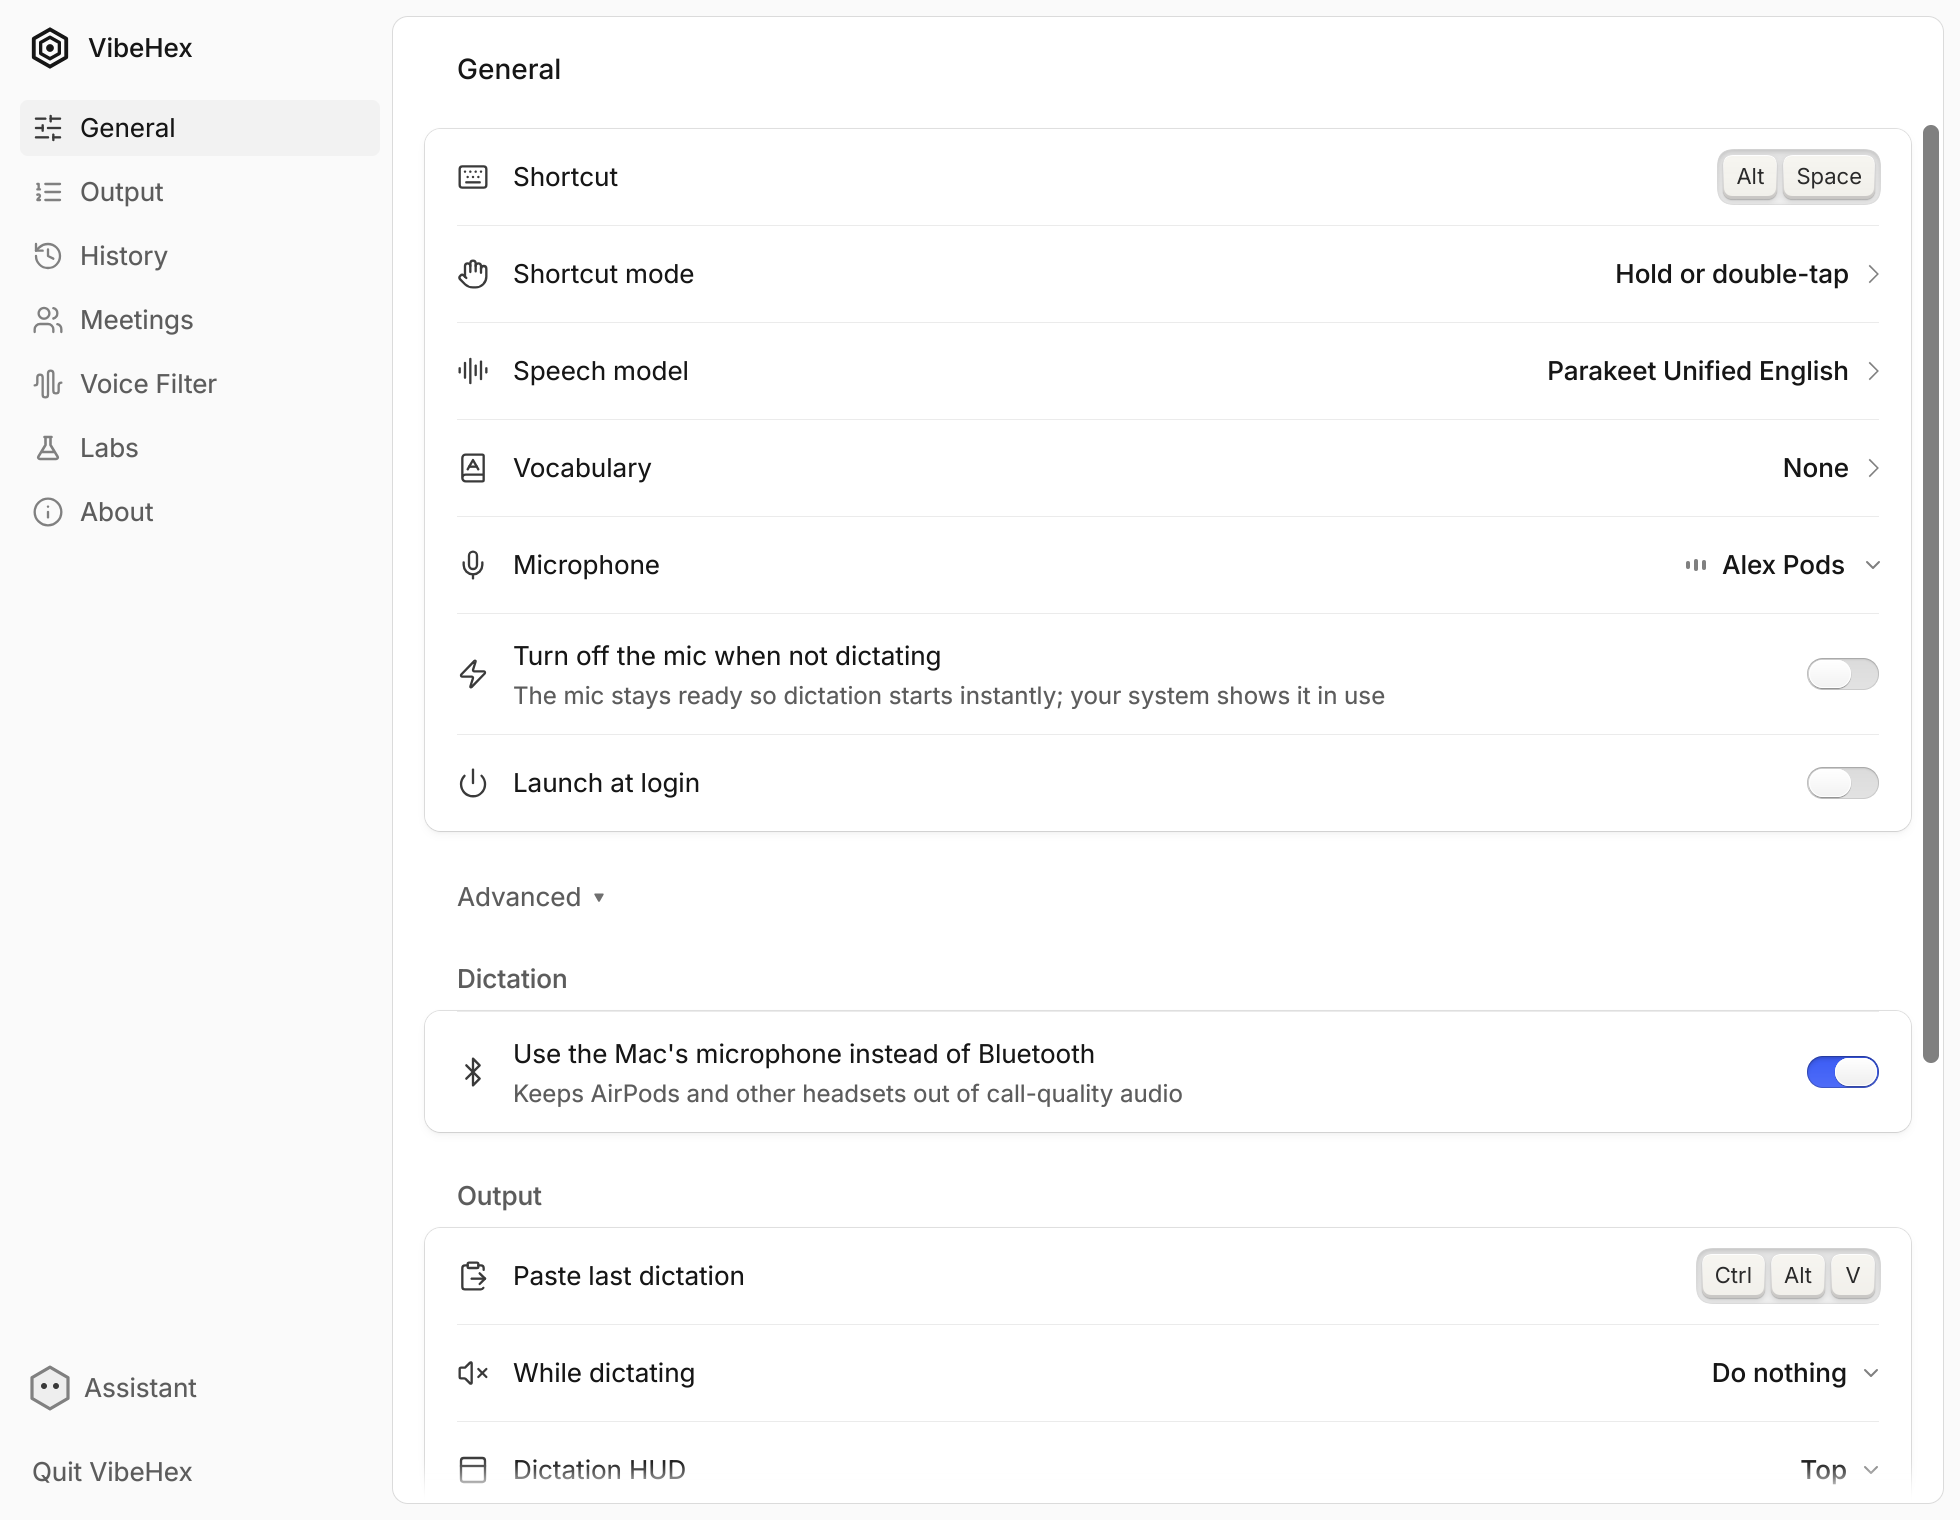 VibeHex
General
Output
History
Meetings
Voice Filter
Labs
About
Assistant
Quit VibeHex
General
Shortcut
Alt Space
Shortcut mode
Hold or double-tap
Speech model
Parakeet Unified English
Vocabulary
None
Microphone
Alex Pods
Turn off the mic when not dictating
The mic stays ready so dictation starts instantly; your system shows it in use
Launch at login
Advanced
Dictation
Use the Mac's microphone instead of Bluetooth
Keeps AirPods and other headsets out of call-quality audio
Output
Paste last dictation
Ctrl Alt V
While dictating
Do nothing
Dictation HUD
Top